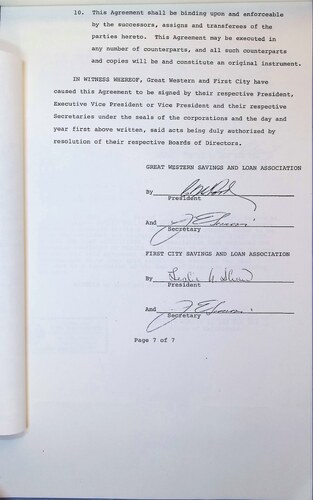 10. This Agreement shall be binding upon and enforceable
by the successors, assigns and transferees of the
parties hereto. This Agreement may be executed in
any number of counterparts, and all such counterparts
and copies will be and constitute an original instrument.
IN WITNESS WHEREOF, Great Western and First City have
caused this Agreement to be signed by their respective President,
Executive Vice President or Vice President and their respective
Secretaries under the seals of the corporations and the day and
year first above written, said acts being duly authorized by
resolution of their respective Boards of Directors.
GREAT WESTERN SAVINGS AND LOAN ASSOCIATION
By
President
And
Secretary
FIRST CITY SAVINGS AND LOAM ASSOCIATION
By Leslie
President
And
Secretary
Page 7 of 7